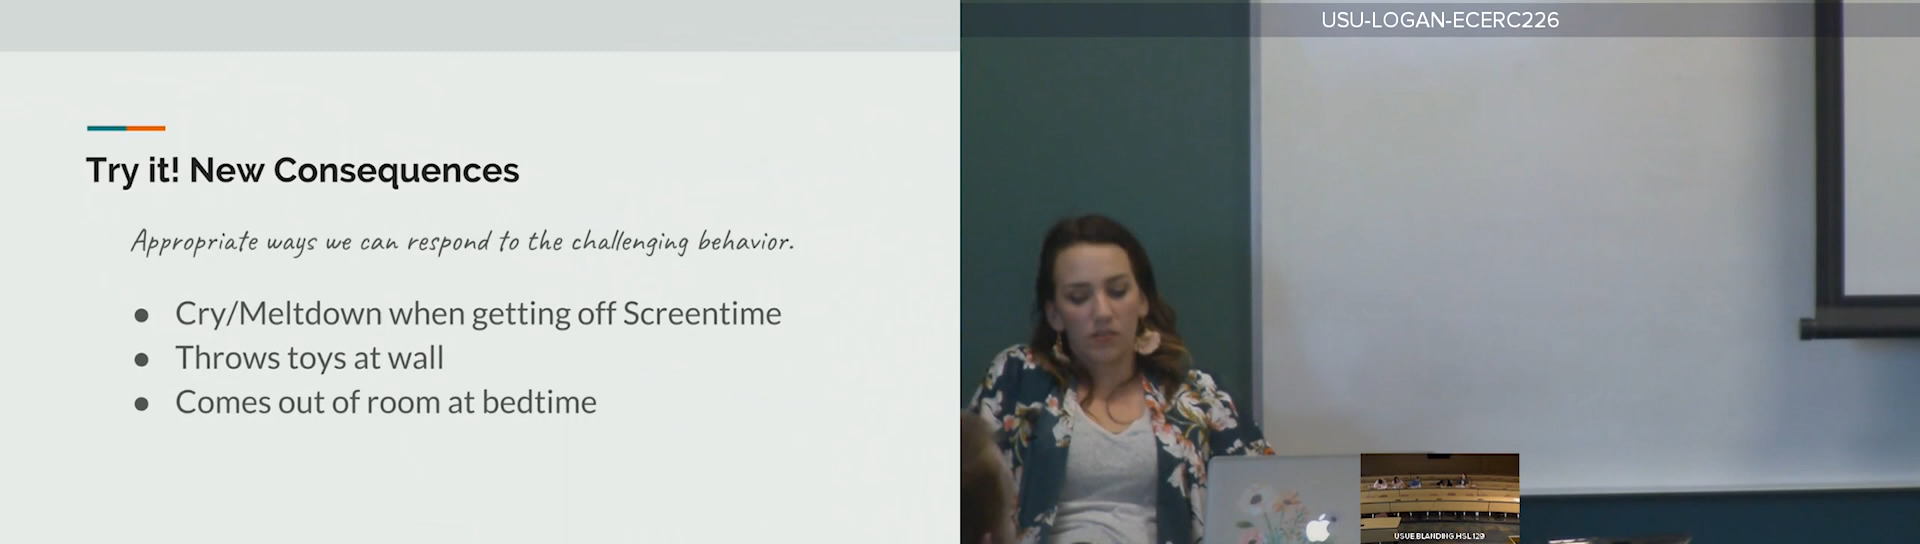 USU-LOGAN-ECERC226
Try it! New Consequences
Appropriate ways we can respond to the challenging behavior.
● Cry/Meltdown when getting off Screentime
● Throws toys at wall
● Comes out of room at bedtime
USUE.BLANDING.HSL.129